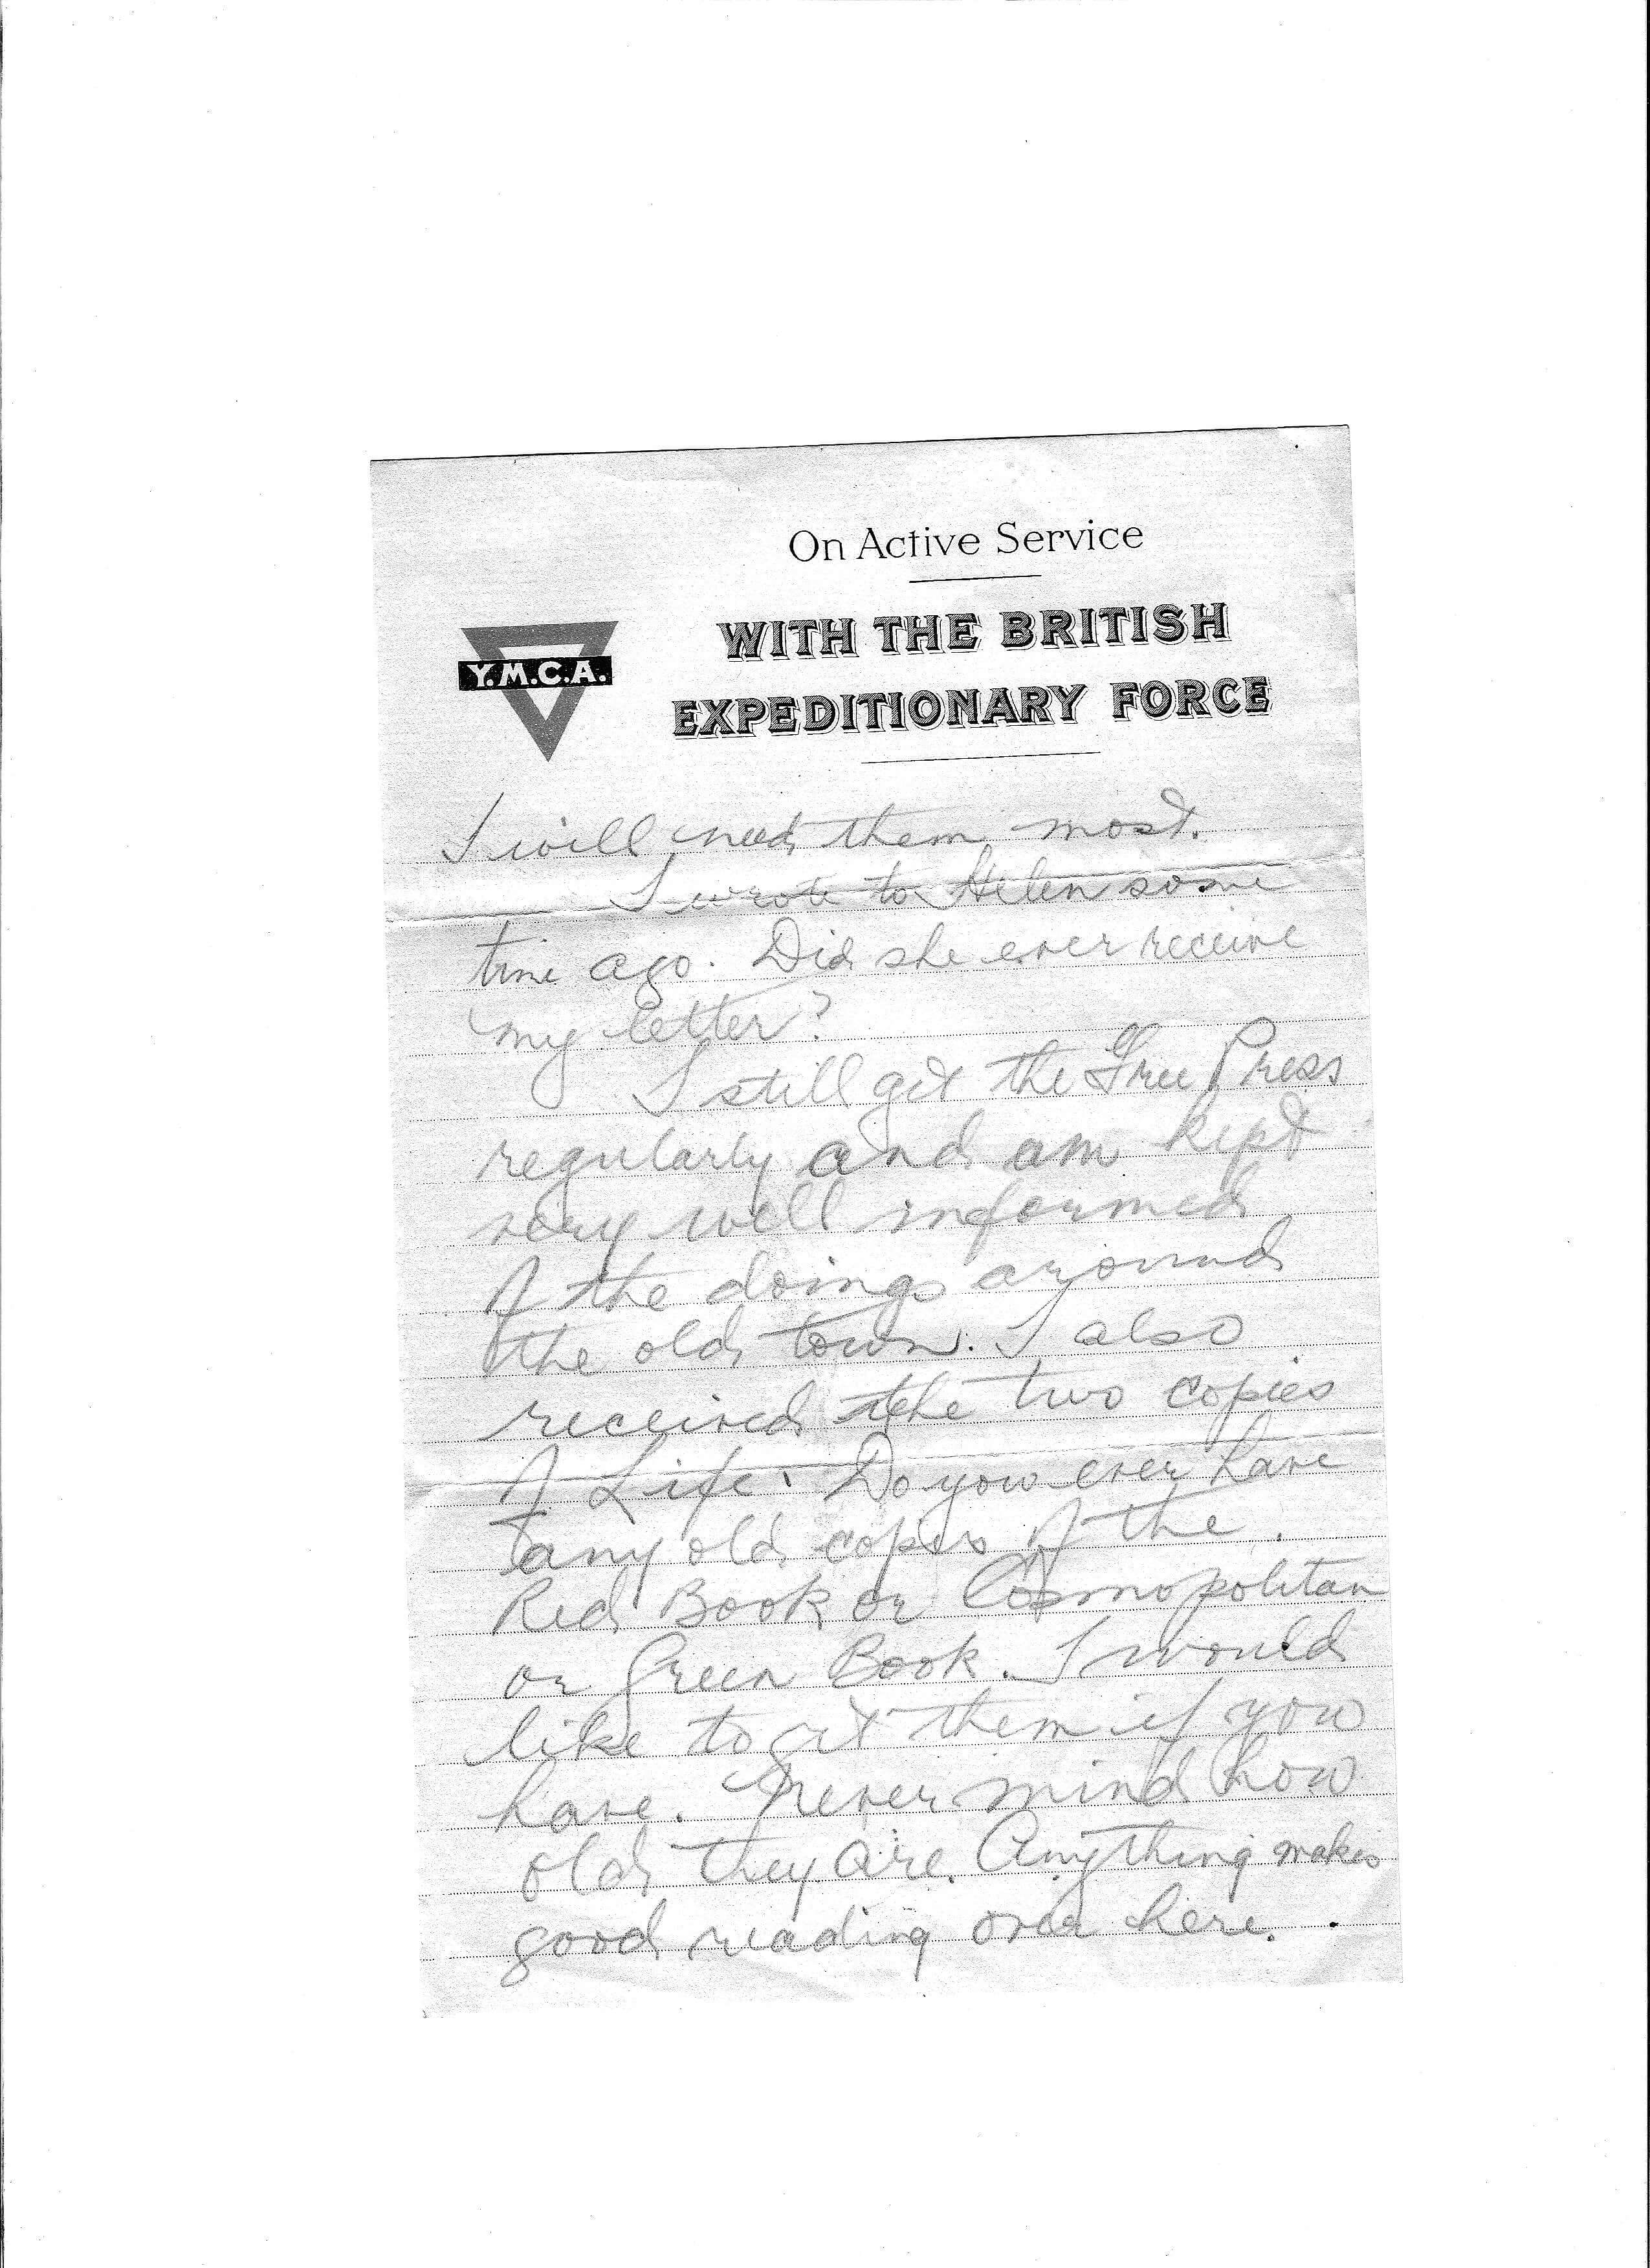 On Active Service
WITH THE BRITISH
EXPEDITIONARY FORCE
Y.M.C.A.
I will need them most.
I wrote to Helen some
time ago. Did she ever receive
my letter?
I still get the Free Press
regularly and am kept
very well informed
of the doings around
the old town. I also
received the two copies
of Life. Do you ever have
any old copies of the
Red Book or Cosmopolitan
or Green Book. I would
like to get them if you
have. Never mind how
old they are. Anything makes
good reading over here.